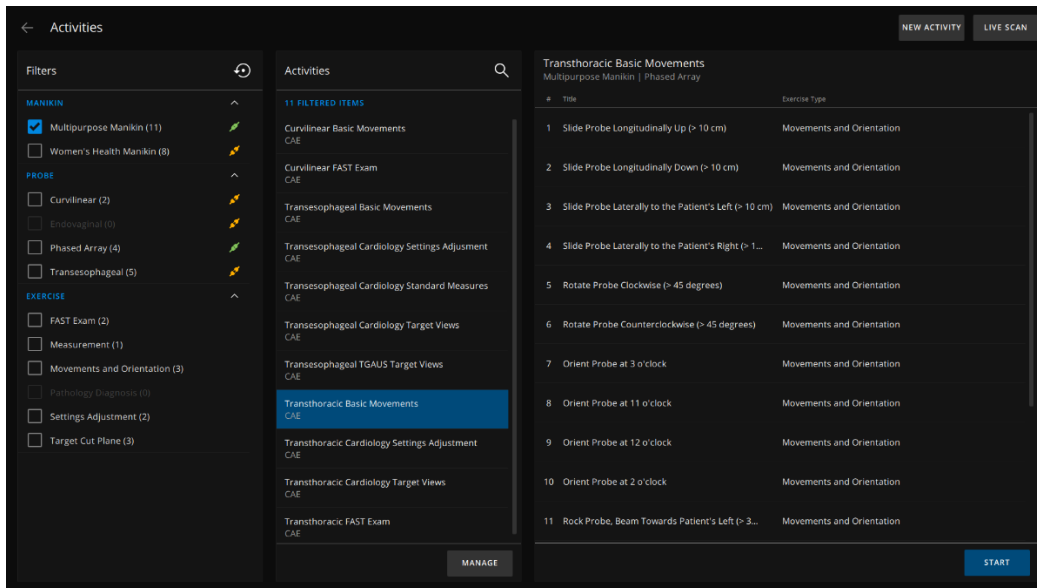 Activities
NEW ACTIVITY
LIVE SCAN
Filters
MANIKIN
Multipurpose Manikin (11)
Women's Health Manikin (8)
PROBE
Curvilinear (2)
Endovaginal (0)
Phased Array (4)
Transesophageal (5)
EXERCISE
FAST Exam (2)
Measurement (1)
Movements and Orientation (3)
Pathology Diagnosis (0)
Settings Adjustment (2)
Target Cut Plane (3)
Activities
11 FILTERED ITEMS
Curvilinear Basic Movements
CAE
Curvilinear FAST Exam
CAE
Transesophageal Basic Movements
CAE
Transesophageal Cardiology Settings Adjusment
CAE
Transesophageal Cardiology Standard Measures
CAE
Transesophageal Cardiology Target Views
CAE
Transesophageal TGAUS Target Views
CAE
Transthoracic Basic Movements
CAE
Transthoracic Cardiology Settings Adjustment
CAE
Transthoracic Cardiology Target Views
CAE
Transthoracic FAST Exam
CAE
MANAGE
Transthoracic Basic Movements
Multipurpose Manikin | Phased Array
# Title Exercise Type
1 Slide Probe Longitudinally Up (> 10 cm) Movements and Orientation
2 Slide Probe Longitudinally Down (> 10 cm) Movements and Orientation
3 Slide Probe Laterally to the Patient's Left (> 10 cm) Movements and Orientation
4 Slide Probe Laterally to the Patient's Right (> 1... Movements and Orientation
5 Rotate Probe Clockwise (> 45 degrees) Movements and Orientation
6 Rotate Probe Counterclockwise (> 45 degrees) Movements and Orientation
7 Orient Probe at 3 o'clock Movements and Orientation
8 Orient Probe at 11 o'clock Movements and Orientation
9 Orient Probe at 12 o'clock Movements and Orientation
10 Orient Probe at 2 o'clock Movements and Orientation
11 Rock Probe, Beam Towards Patient's Left (> 3... Movements and Orientation
START